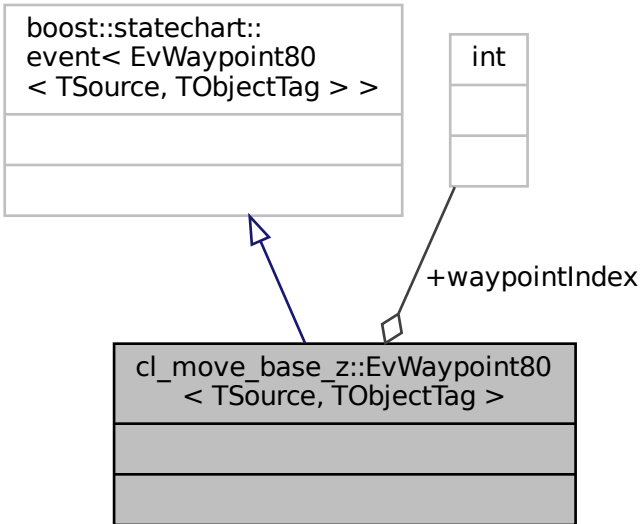 boost::statechart::
event< EvWaypoint80
< TSource, TObjectTag > >
int
+waypointIndex
cl_move_base_z::EvWaypoint80
< TSource, TObjectTag >